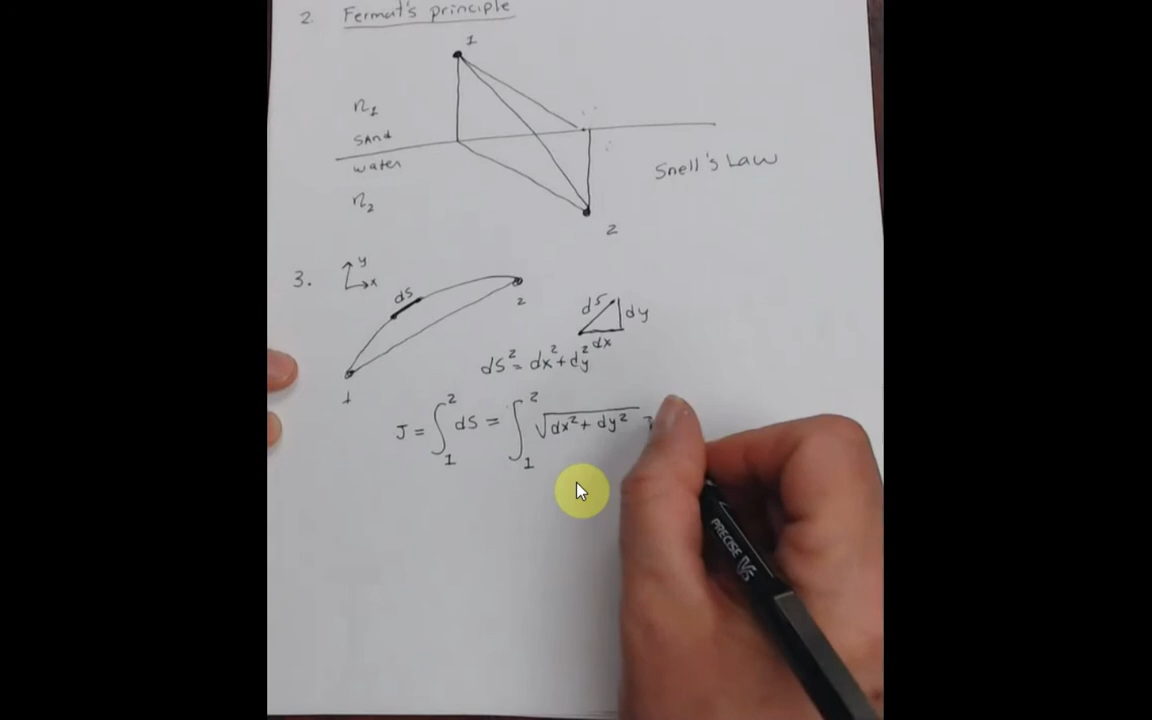 2. Fermat's principle
1
n₁
SAnd
water
n₂
Snell's Law
2
3.
y
x
ds
2
1
ds
dy
dx
ds² = dx² + dy²
J = ∫₁² ds = ∫₁² √dx² + dy²
PRECISE V5